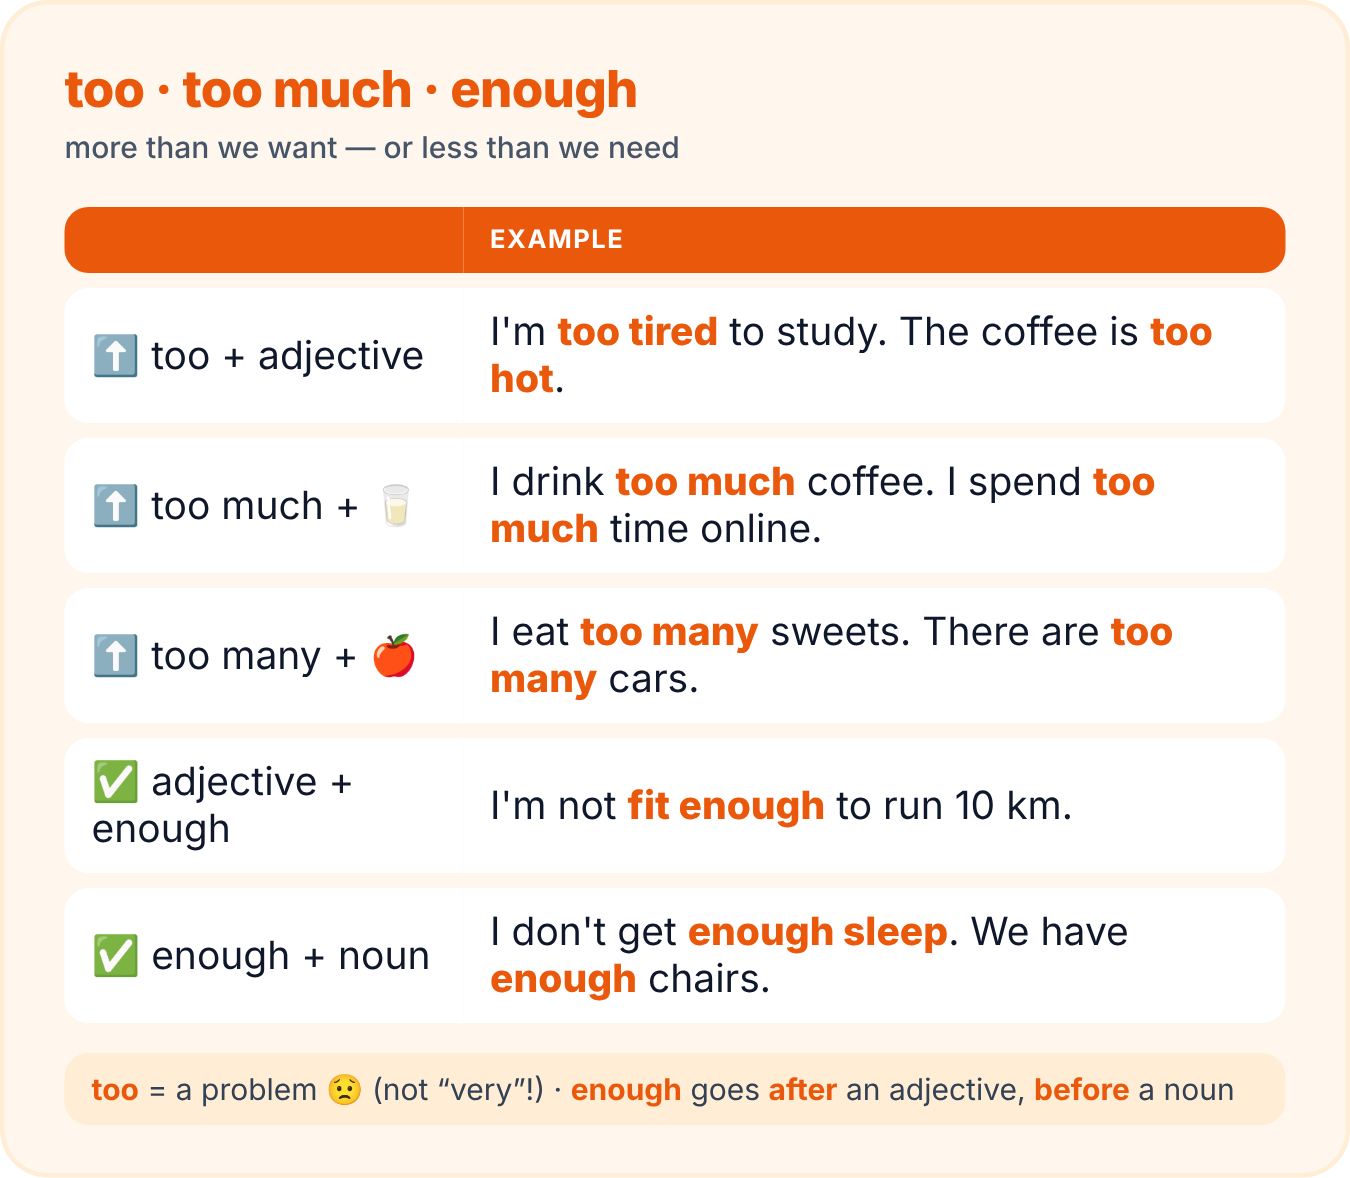 too · too much · enough
more than we want — or less than we need
EXAMPLE
⬆️ too + adjective
I'm too tired to study. The coffee is too
hot.
⬆️ too much + 🥛
I drink too much coffee. I spend too
much time online.
⬆️ too many + 🍎
I eat too many sweets. There are too
many cars.
✅ adjective +
enough
I'm not fit enough to run 10 km.
✅ enough + noun
I don't get enough sleep. We have
enough chairs.
too = a problem 😟 (not “very”!) · enough goes after an adjective, before a noun